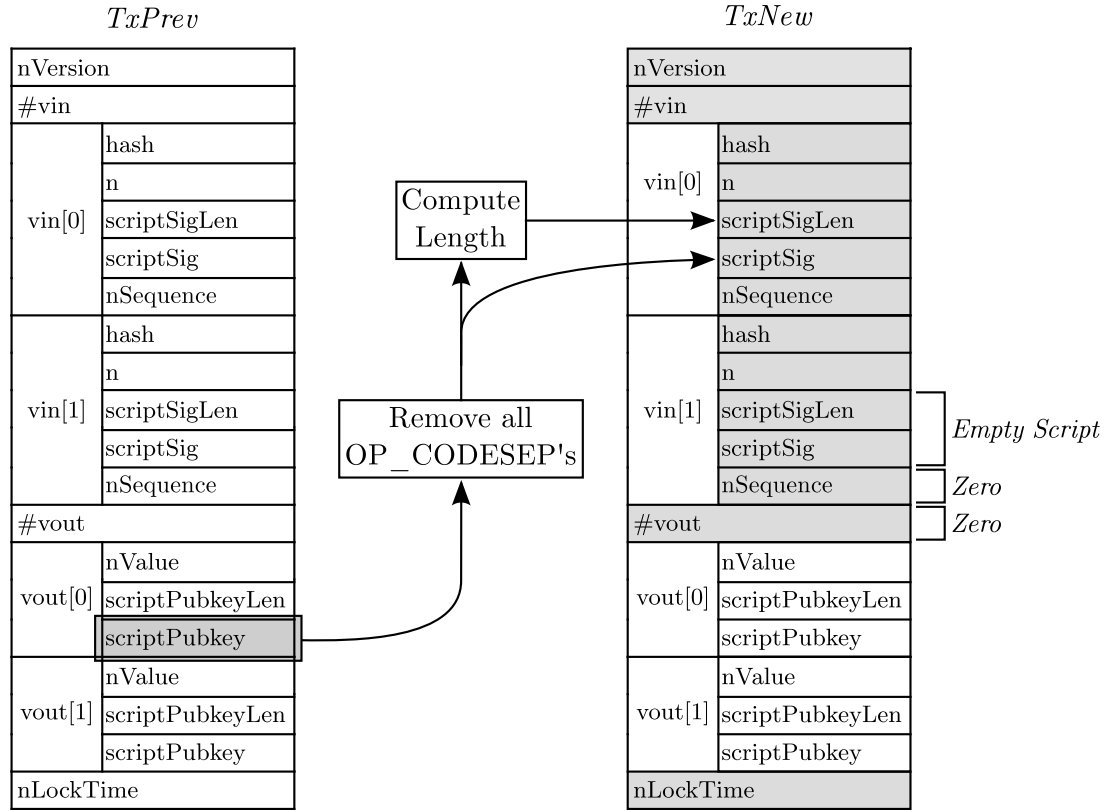 TxPrev
nVersion
#vin
vin[0]
hash
n
scriptSigLen
scriptSig
nSequence
vin[1]
hash
n
scriptSigLen
scriptSig
nSequence
#vout
vout[0]
nValue
scriptPubkeyLen
scriptPubkey
vout[1]
nValue
scriptPubkeyLen
scriptPubkey
nLockTime
Compute
Length
Remove all
OP_CODESEP's
TxNew
nVersion
#vin
vin[0]
hash
n
scriptSigLen
scriptSig
nSequence
vin[1]
hash
n
scriptSigLen
scriptSig
nSequence
Empty Script
Zero
#vout
Zero
vout[0]
nValue
scriptPubkeyLen
scriptPubkey
vout[1]
nValue
scriptPubkeyLen
scriptPubkey
nLockTime